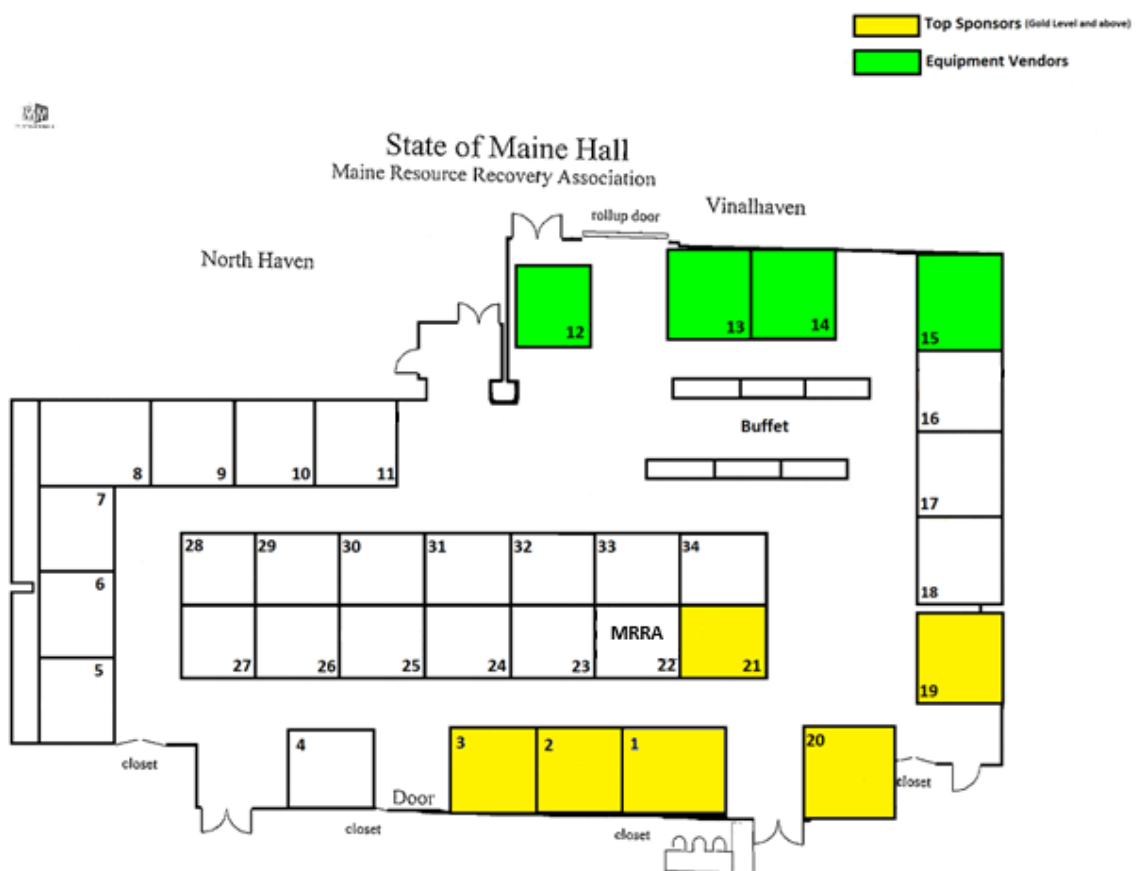 Top Sponsors (Gold Level and above)
Equipment Vendors
State of Maine Hall
Maine Resource Recovery Association
rollup door
Vinalhaven
North Haven
12
13
14
15
16
Buffet
8
9
10
11
7
17
28
29
30
31
32
33
34
6
18
MRRA
27
26
25
24
23
22
21
5
19
4
3
2
1
20
closet
closet
Door
closet
closet